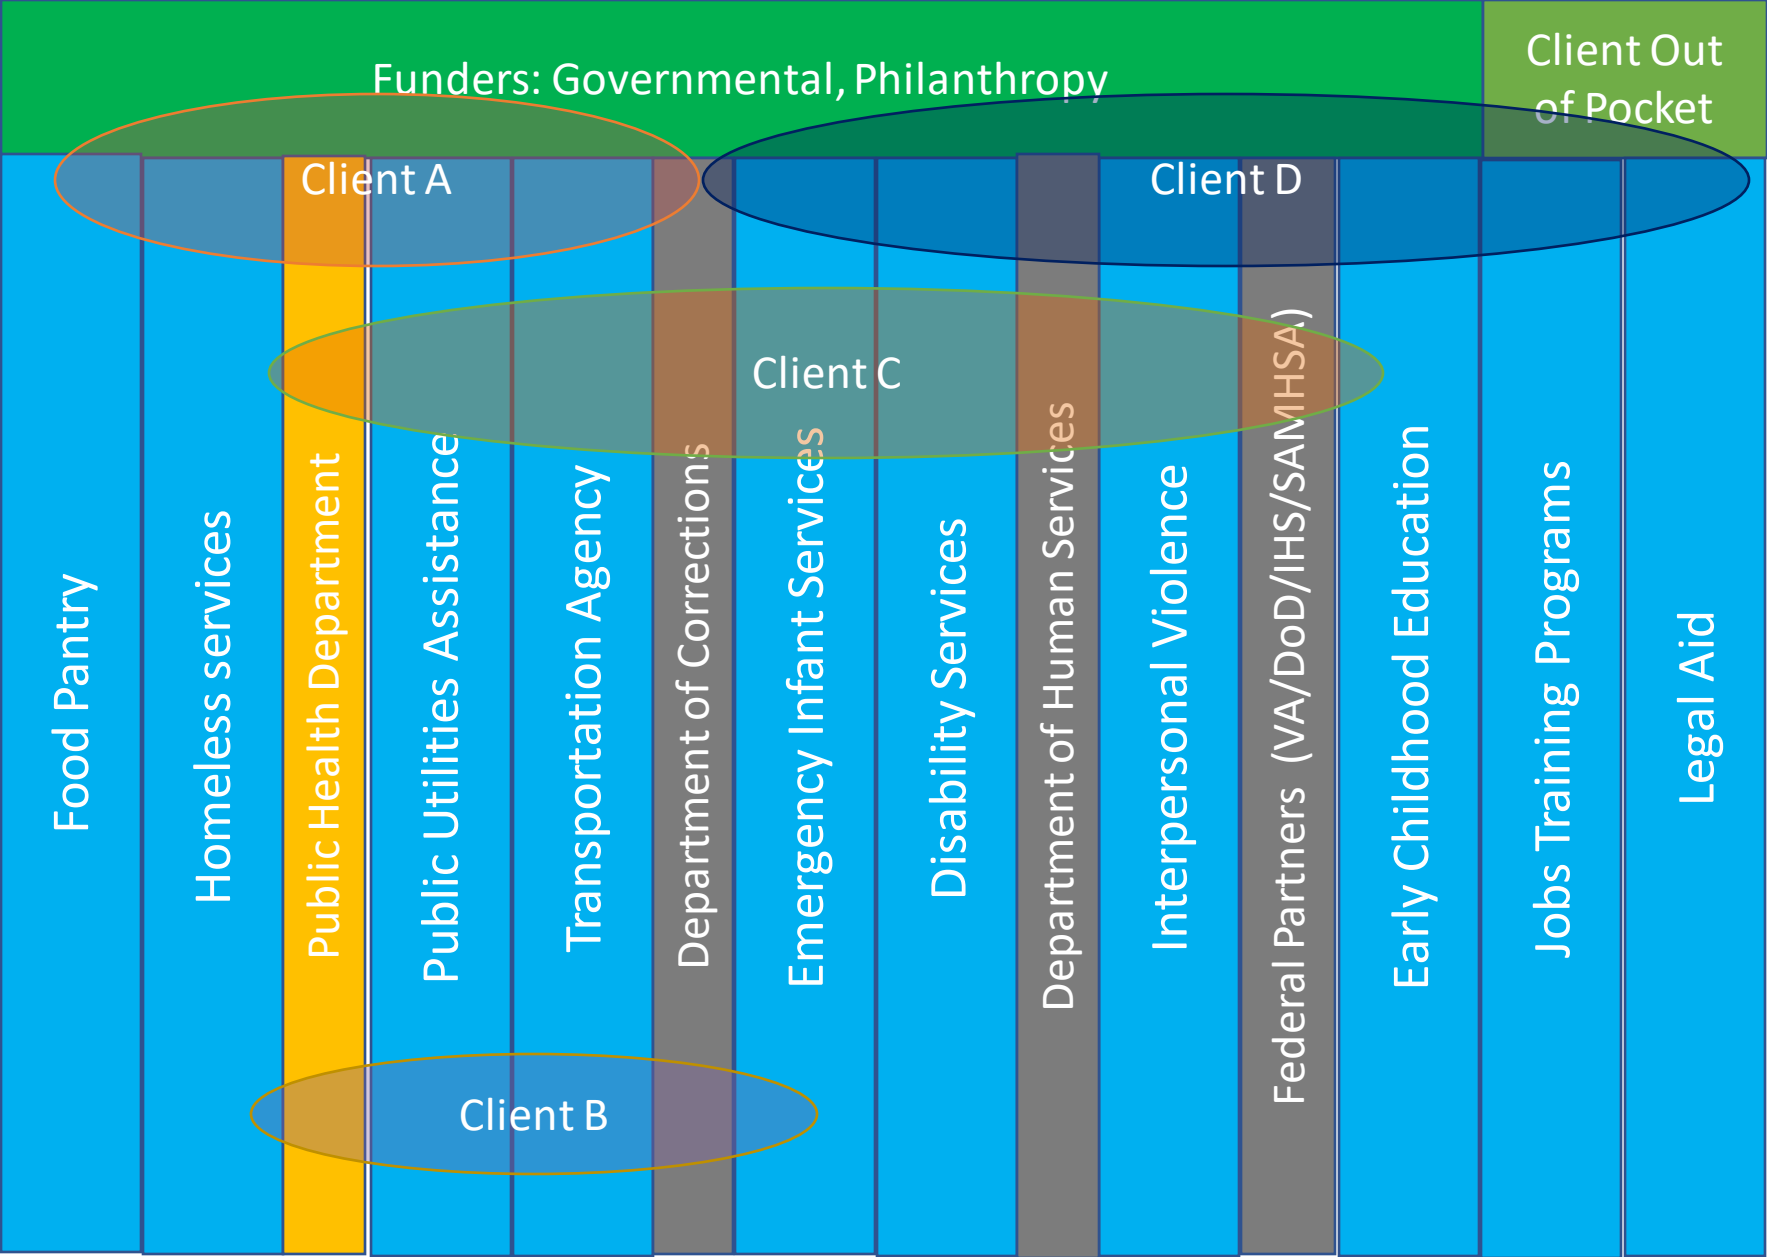 Funders: Governmental, Philanthropy
Client Out
of Pocket
Client A
Client D
Client C
Food Pantry
Homeless services
Public Health Department
Public Utilities Assistance
Transportation Agency
Department of Corrections
Emergency Infant Services
Disability Services
Department of Human Services
Interpersonal Violence
Federal Partners (VA/DoD/IHS/SAMHSA)
Early Childhood Education
Jobs Training Programs
Legal Aid
Client B